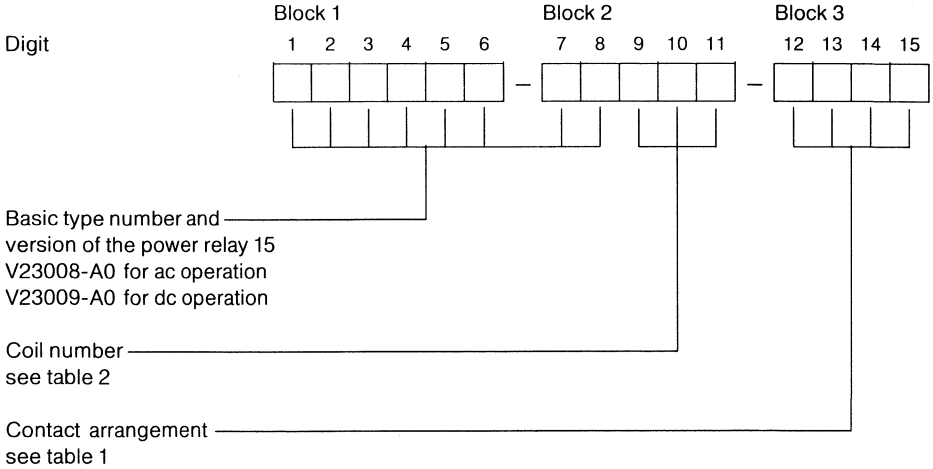 Block 1 Block 2 Block 3
Digit 1 2 3 4 5 6 7 8 9 10 11 12 13 14 15
– –
Basic type number and
version of the power relay 15
V23008-A0 for ac operation
V23009-A0 for dc operation
Coil number
see table 2
Contact arrangement
see table 1